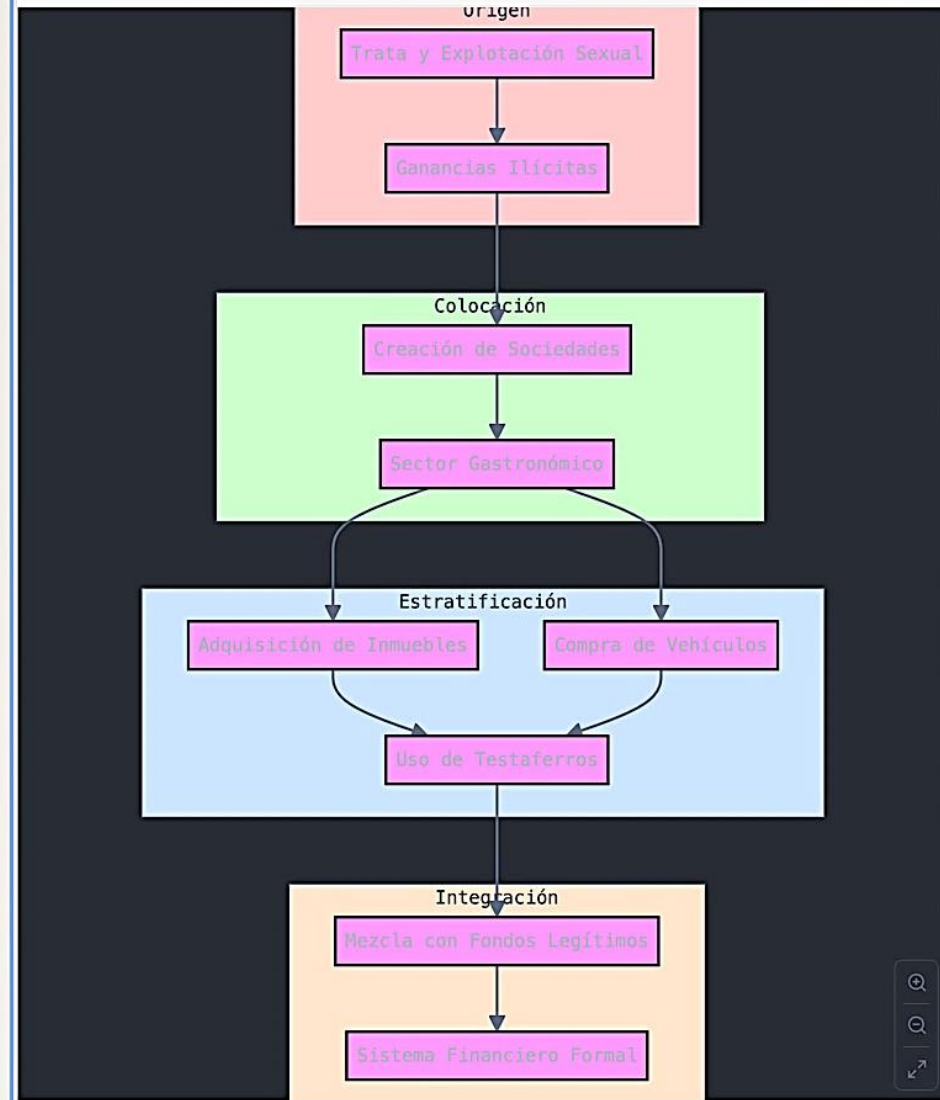 Origen
Trata y Explotación Sexual
Ganancias Ilícitas
Colocación
Creación de Sociedades
Sector Gastronómico
Estratificación
Adquisición de Inmuebles
Compra de Vehículos
Uso de Testaferros
Integración
Mezcla con Fondos Legítimos
Sistema Financiero Formal